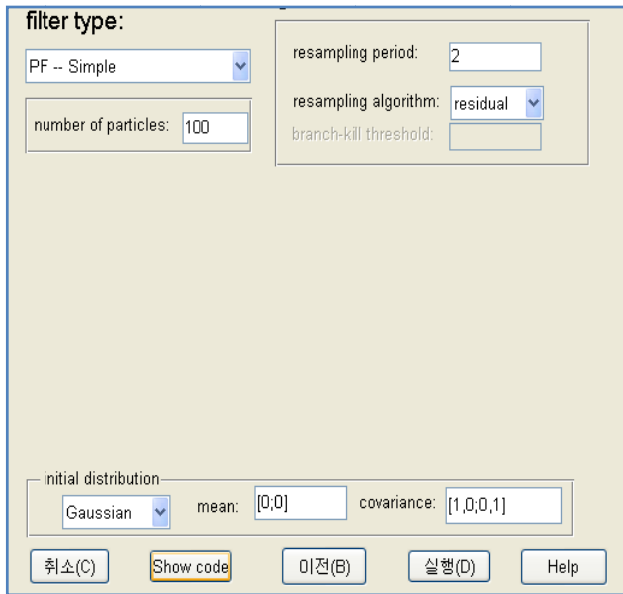 filter type:
PF -- Simple
number of particles: 100
resampling period: 2
resampling algorithm: residual
branch-kill threshold:
initial distribution
Gaussian mean: [0;0] covariance: [1,0;0,1]
취소(C) Show code 이전(B) 실행(D) Help